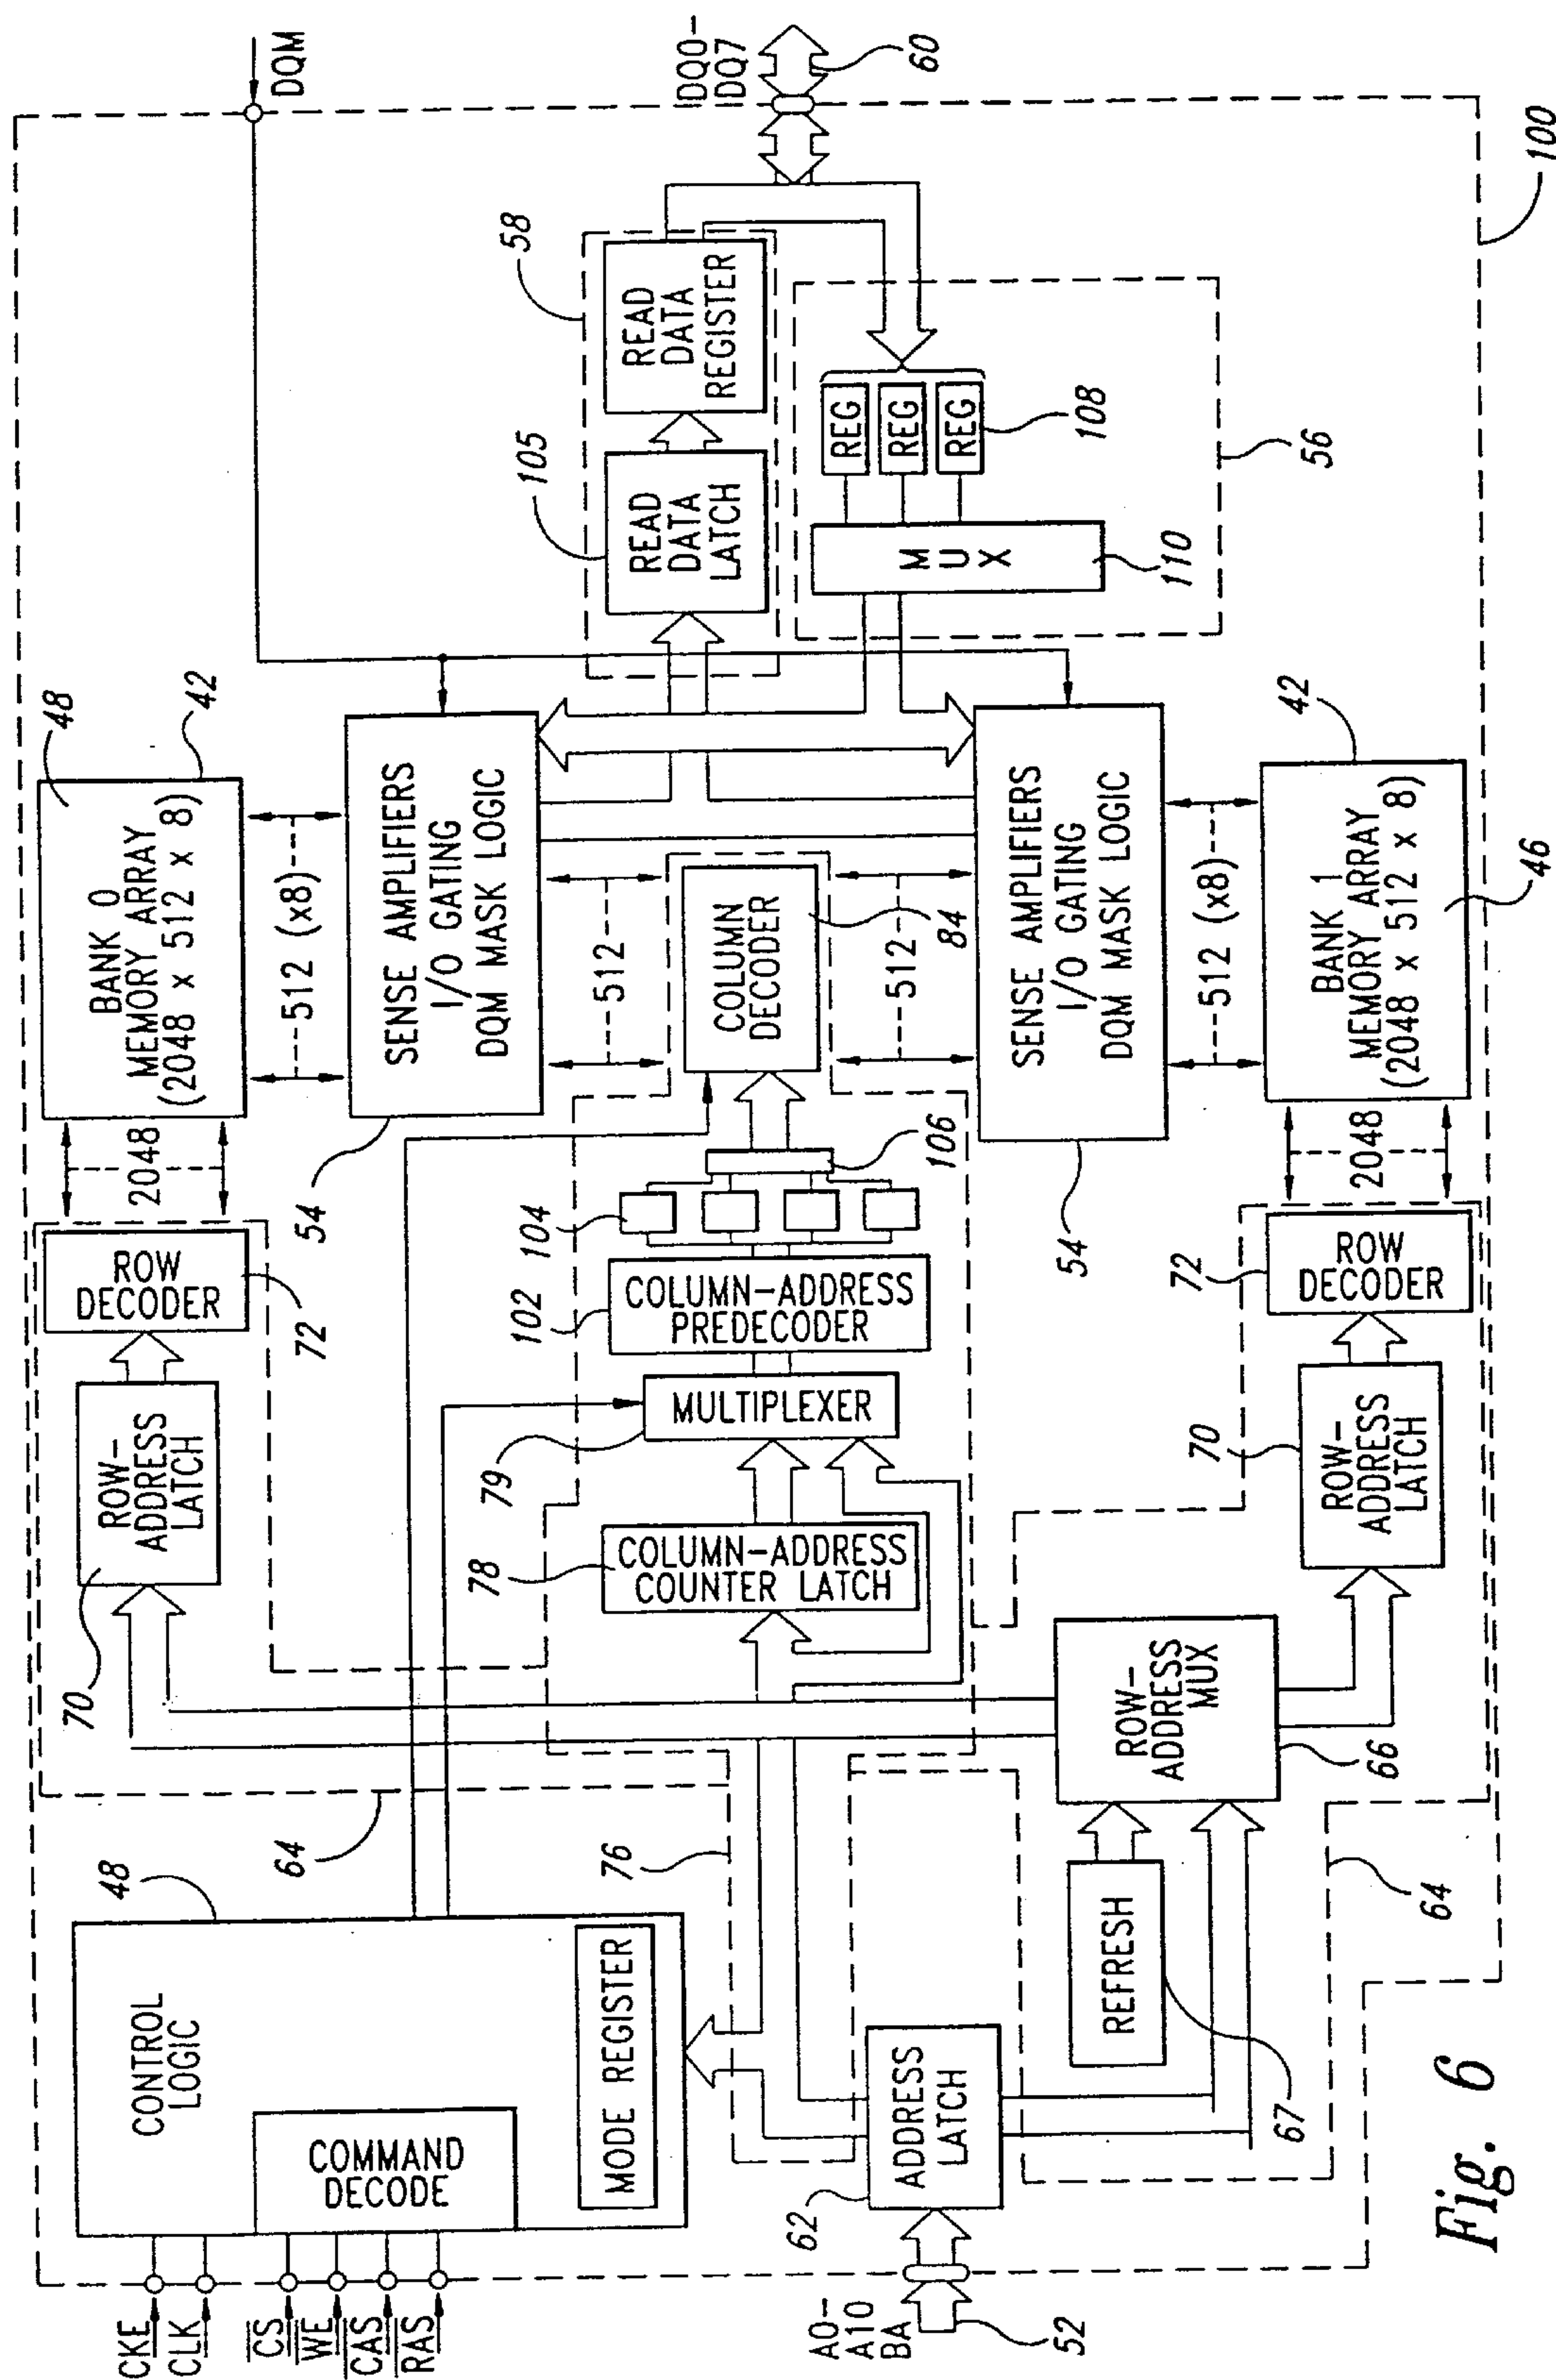 CKE
CLK
CS
WE
CAS
RAS
CONTROL
LOGIC
COMMAND
DECODE
MODE REGISTER
48
A0-
A10
BA
52
62
ADDRESS
LATCH
76
64
REFRESH
67
64
ROW-
ADDRESS
MUX
66
70
ROW-
ADDRESS
LATCH
ROW
DECODER
72
2048
BANK 0
MEMORY ARRAY
(2048 x 512 x 8)
48
42
512 (x8)
SENSE AMPLIFIERS
I/O GATING
DQM MASK LOGIC
54
512
78
COLUMN-ADDRESS
COUNTER LATCH
79
MULTIPLEXER
102
COLUMN-ADDRESS
PREDECODER
104
106
COLUMN
DECODER
84
512
SENSE AMPLIFIERS
I/O GATING
DQM MASK LOGIC
54
512 (x8)
BANK 1
MEMORY ARRAY
(2048 x 512 x 8)
42
46
70
ROW-
ADDRESS
LATCH
72
ROW
DECODER
2048
105
READ
DATA
LATCH
58
READ
DATA
REGISTER
MUX
110
REG
REG
REG
108
56
DQM
DQ0-
DQ7
60
100
Fig. 6